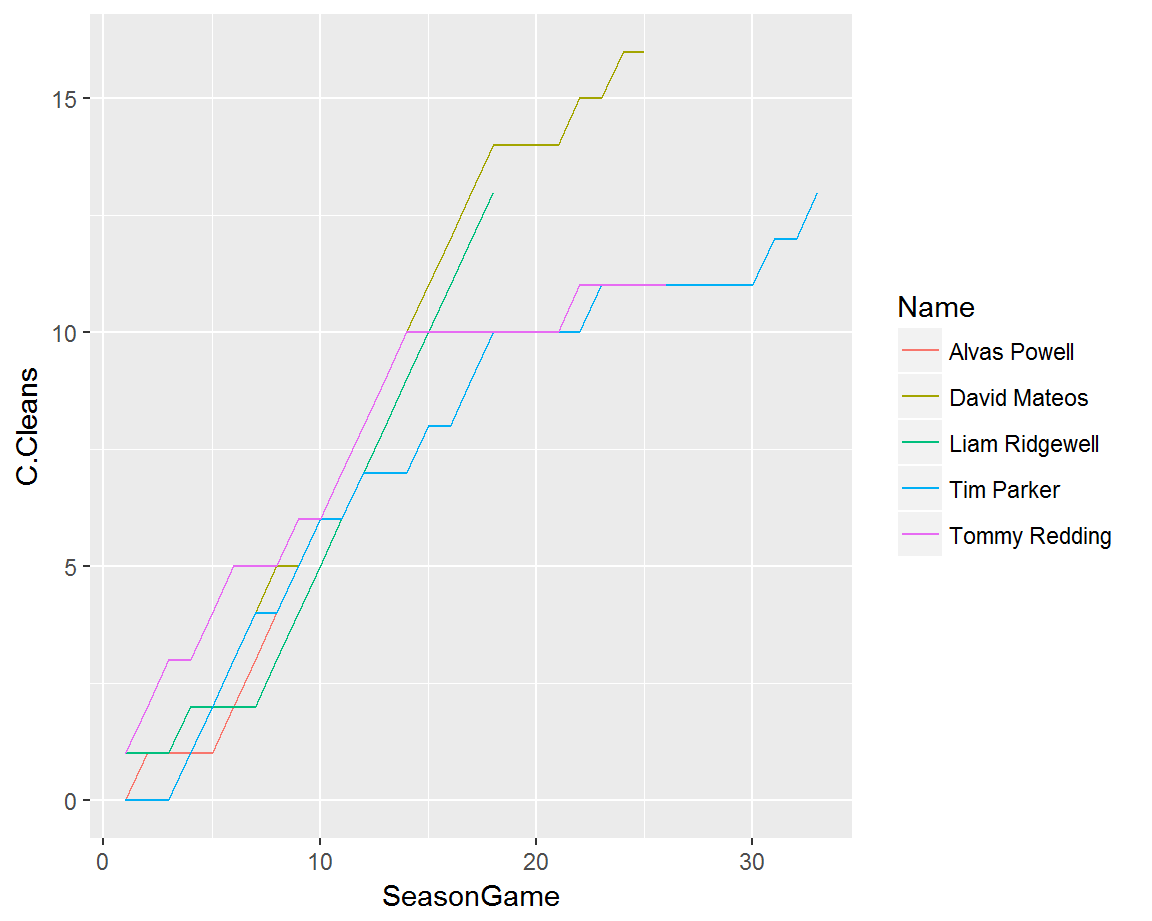 15
10
5
0
C.Cleans
0 10 20 30
SeasonGame
Name
Alvas Powell
David Mateos
Liam Ridgewell
Tim Parker
Tommy Redding